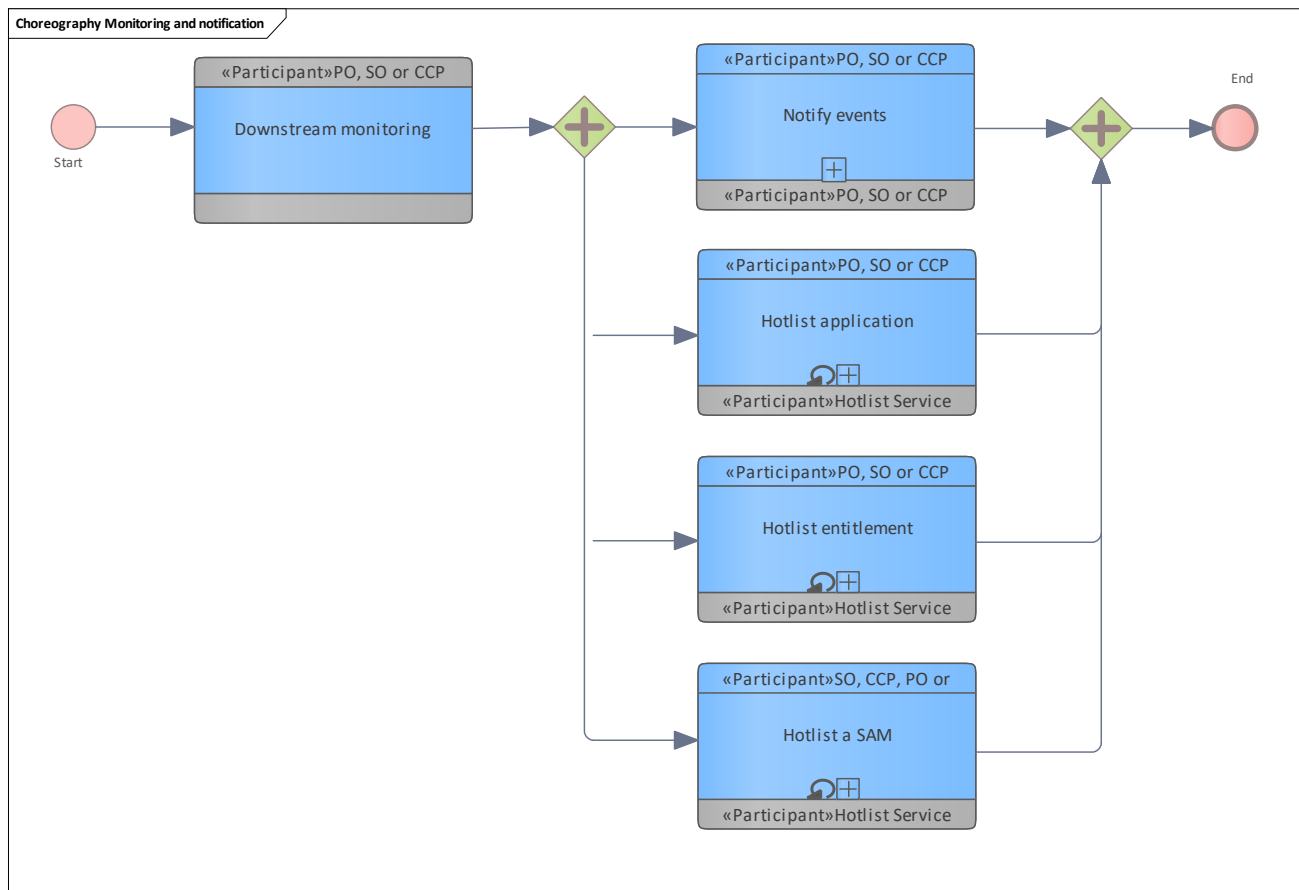 Choreography Monitoring and notification
Start
«Participant»PO, SO or CCP
Downstream monitoring
«Participant»PO, SO or CCP
Notify events
«Participant»PO, SO or CCP
«Participant»PO, SO or CCP
Hotlist application
«Participant»Hotlist Service
«Participant»PO, SO or CCP
Hotlist entitlement
«Participant»Hotlist Service
«Participant»SO, CCP, PO or
Hotlist a SAM
«Participant»Hotlist Service
End